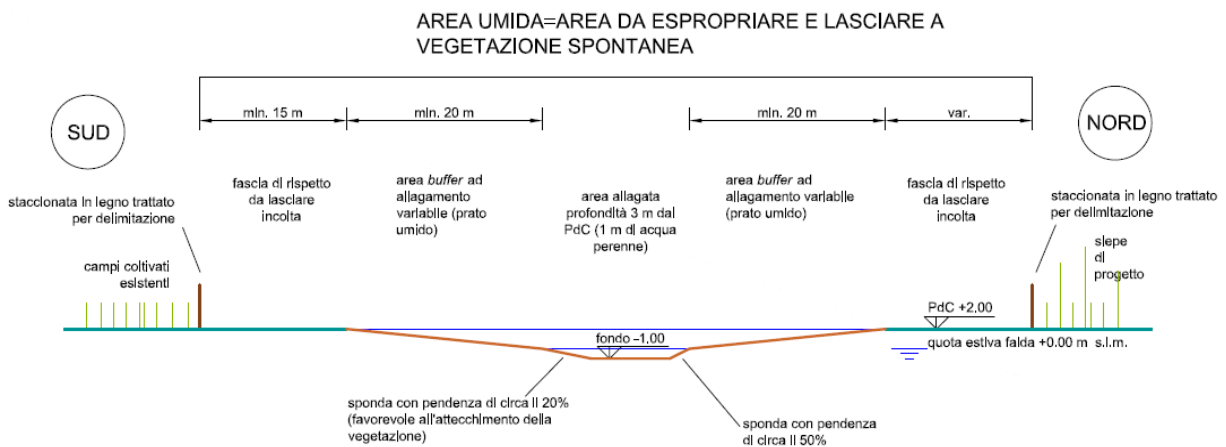 AREA UMIDA=AREA DA ESPROPRIARE E LASCIARE A
VEGETAZIONE SPONTANEA
SUD
min. 15 m
min. 20 m
min. 20 m
var.
NORD
staccionata in legno trattato
per delimitazione
fascia di rispetto
da lasciare
incolta
area buffer ad
allagamento
variabile (prato
umido)
area allagata
profondità 3 m dal
PdC (1 m di acqua
perenne)
area buffer ad
allagamento variabile
(prato umido)
fascia di rispetto
da lasciare
incolta
staccionata in legno trattato
per delimitazione
campi coltivati
esistenti
siepe
di
progetto
PdC +2,00
fondo -1,00
quota estiva falda +0.00 m s.l.m.
sponda con pendenza di circa il 20%
(favorevole all'attecchimento della
vegetazione)
sponda con pendenza
di circa il 50%